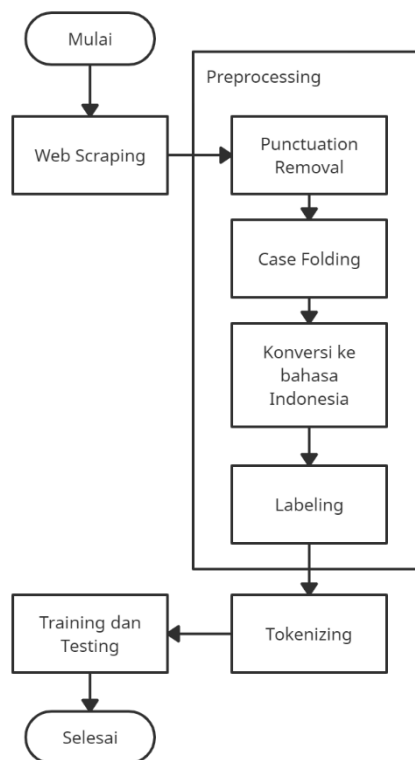 Mulai
Preprocessing
Web Scraping
Punctuation
Removal
Case Folding
Konversi ke
bahasa
Indonesia
Labeling
Tokenizing
Training dan
Testing
Selesai